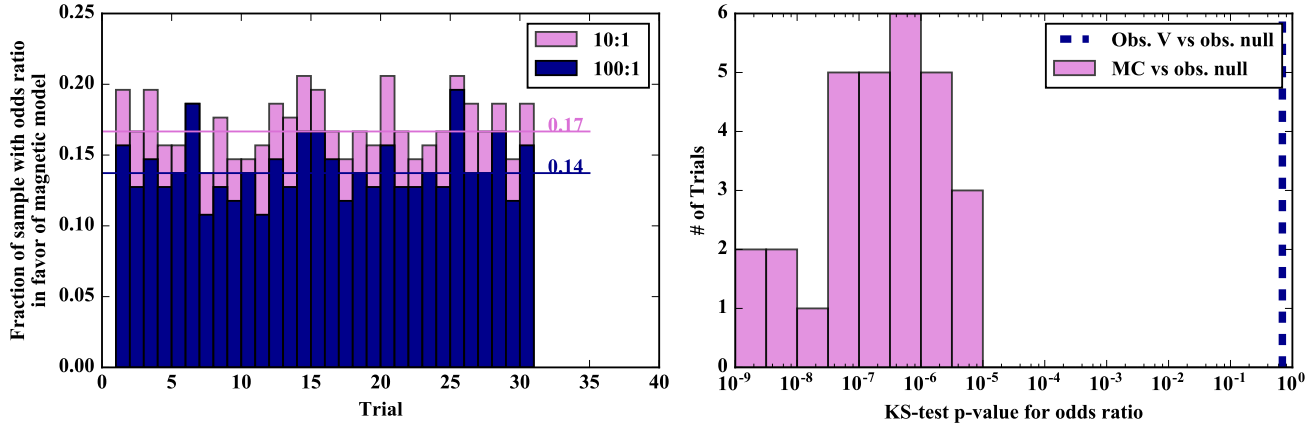 Fraction of sample with odds ratio
in favor of magnetic model
0.25
0.20
0.15
0.10
0.05
0.00
10:1
100:1
0.17
0.14
0 5 10 15 20 25 30 35 40
Trial
# of Trials
6
5
4
3
2
1
0
Obs. V vs obs. null
MC vs obs. null
10⁻⁹ 10⁻⁸ 10⁻⁷ 10⁻⁶ 10⁻⁵ 10⁻⁴ 10⁻³ 10⁻² 10⁻¹ 10⁰
KS-test p-value for odds ratio